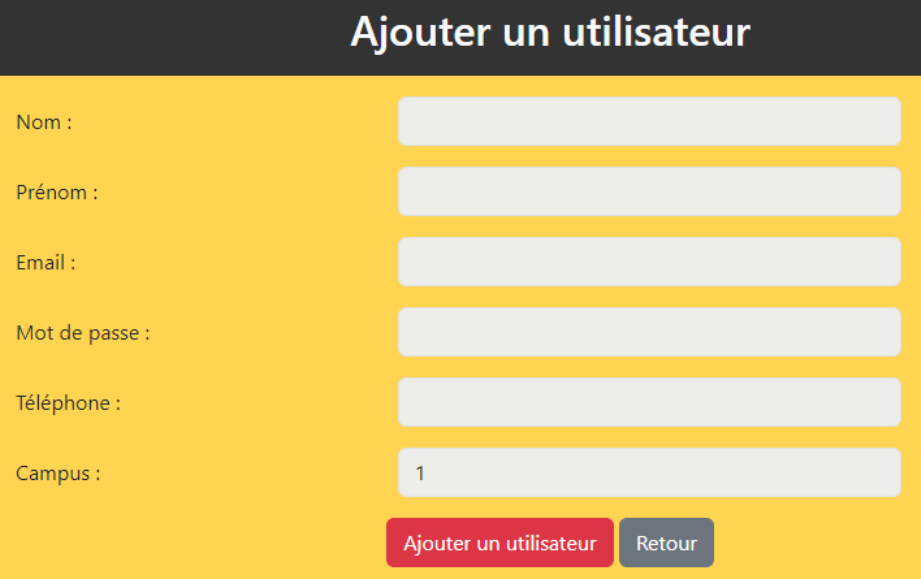 Ajouter un utilisateur
Nom :
Prénom :
Email :
Mot de passe :
Téléphone :
Campus : 1
Ajouter un utilisateur Retour